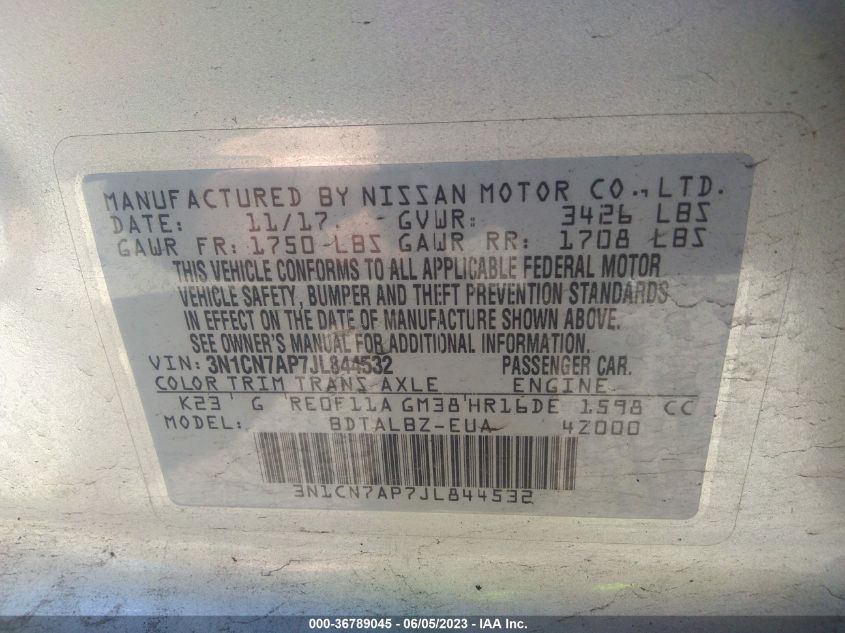 MANUFACTURED BY NISSAN MOTOR CO., LTD.
DATE: 11/17 GVWR: 3426 LBS
GAWR FR: 1750 LBS GAWR RR: 1708 LBS
THIS VEHICLE CONFORMS TO ALL APPLICABLE FEDERAL MOTOR
VEHICLE SAFETY, BUMPER AND THEFT PREVENTION STANDARDS
IN EFFECT ON THE DATE OF MANUFACTURE SHOWN ABOVE.
SEE OWNER'S MANUAL FOR ADDITIONAL INFORMATION.
VIN: 3N1CN7AP7JL844532 PASSENGER CAR.
COLOR TRIM TRANS AXLE ENGINE
K23 G RE0F11A GM38 HR16DE 1598 CC
MODEL: BDTALBZ-EUA 4Z000
3N1CN7AP7JL844532
000-36789045 - 06/05/2023 - IAA Inc.